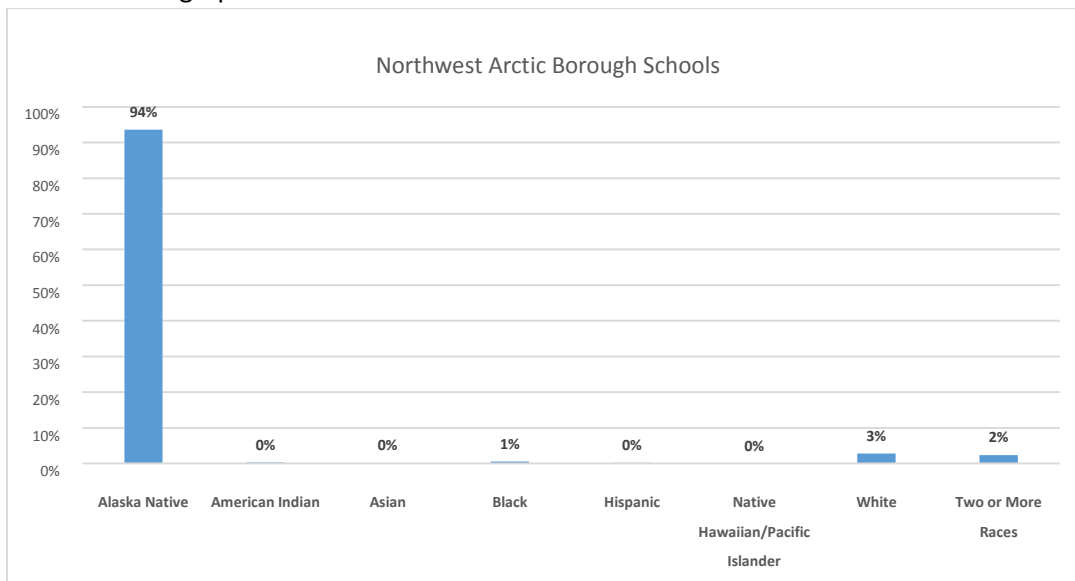 Northwest Arctic Borough Schools
100%
90%
80%
70%
60%
50%
40%
30%
20%
10%
0%
94%
0%
0%
1%
0%
0%
3%
2%
Alaska Native
American Indian
Asian
Black
Hispanic
Native
Hawaiian/Pacific
Islander
White
Two or More
Races